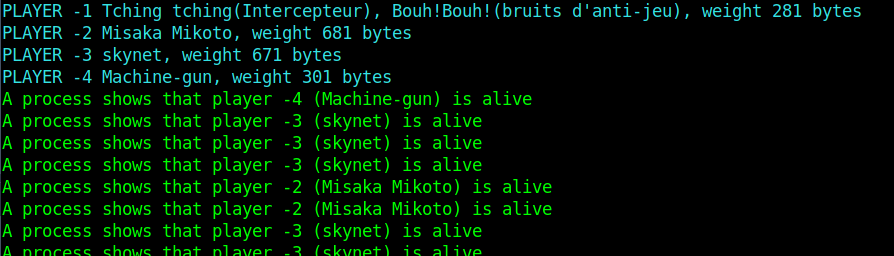 PLAYER -1 Tching tching(Intercepteur), Bouh!Bouh!(bruits d'anti-jeu), weight 281 bytes
PLAYER -2 Misaka Mikoto, weight 681 bytes
PLAYER -3 skynet, weight 671 bytes
PLAYER -4 Machine-gun, weight 301 bytes
A process shows that player -4 (Machine-gun) is alive
A process shows that player -3 (skynet) is alive
A process shows that player -3 (skynet) is alive
A process shows that player -3 (skynet) is alive
A process shows that player -2 (Misaka Mikoto) is alive
A process shows that player -2 (Misaka Mikoto) is alive
A process shows that player -3 (skynet) is alive
A process shows that player -3 (skynet) is alive